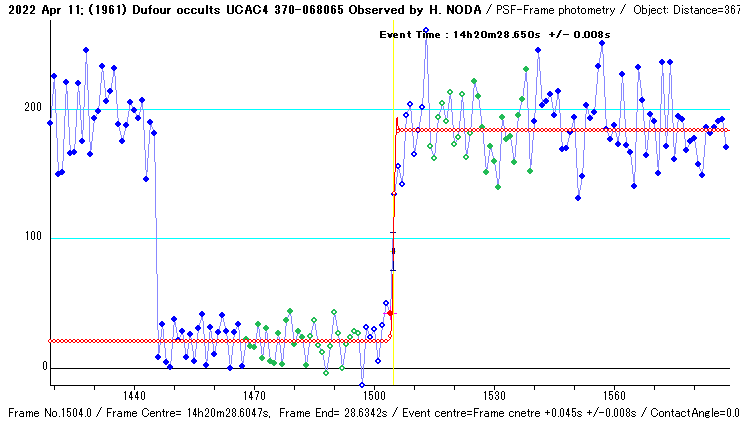 2022 Apr 11: (1961) Dufour occults UCAC4 370-068065 Observed by H. NODA / PSF-Frame photometry / Object: Distance=367
Event Time : 14h20m28.650s +/- 0.008s
200
100
0
1440 1470 1500 1530 1560
Frame No.1504.0 / Frame Centre= 14h20m28.6047s, Frame End= 28.6342s / Event centre=Frame cnetre +0.045s +/-0.008s / ContactAngle=0.0